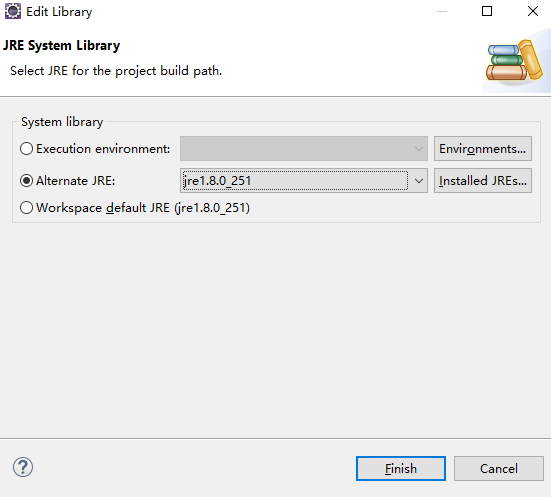 Edit Library
JRE System Library
Select JRE for the project build path.
System library
Execution environment:
Environments...
Alternate JRE:
jre1.8.0_251
Installed JREs...
Workspace default JRE (jre1.8.0_251)
?
Finish
Cancel